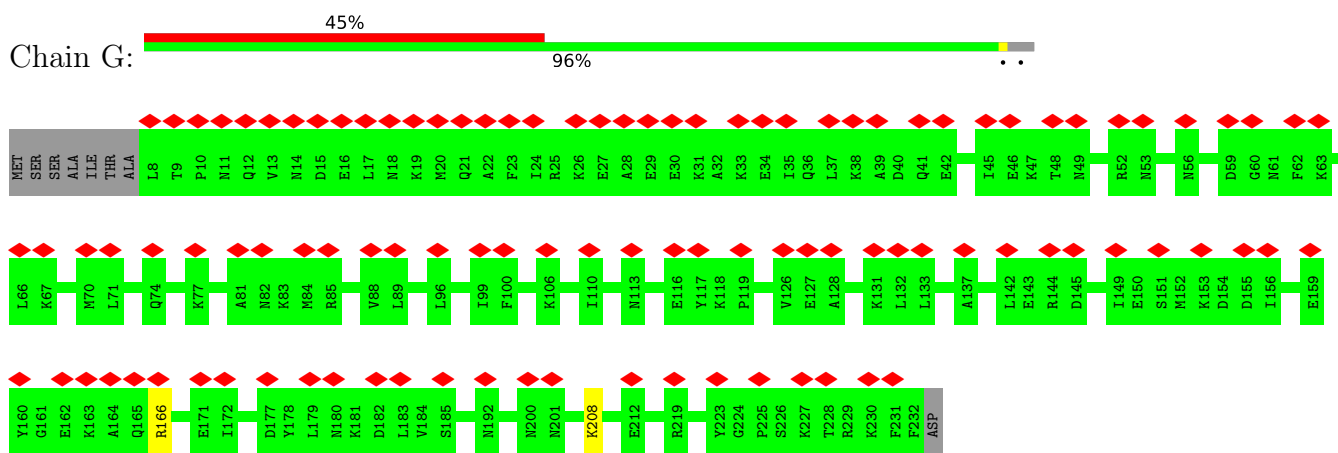 45%
Chain G:
96%
• •
MET SER SER ALA ILE THR ALA L8 T9 P10 N11 Q12 V13 N14 D15 E16 L17 N18 K19 M20 Q21 A22 F23 I24 R25 K26 E27 A28 E29 E30 K31 A32 K33 E34 I35 Q36 L37 K38 A39 D40 Q41 E42 I45 E46 K47 T48 N49 R52 N53 N56 D59 G60 N61 F62 K63
L66 K67 M70 L71 Q74 K77 A81 N82 K83 M84 R85 V88 L89 L96 I99 F100 K106 I110 N113 E116 Y117 K118 P119 V126 E127 A128 K131 L132 L133 A137 L142 E143 R144 D145 I149 E150 S151 M152 K153 D154 D155 I156 E159
Y160 G161 E162 K163 A164 Q165 R166 E171 I172 D177 Y178 L179 N180 K181 D182 L183 V184 S185 N192 N200 N201 K208 E212 R219 Y223 G224 P225 S226 K227 T228 R229 K230 F231 F232 ASP